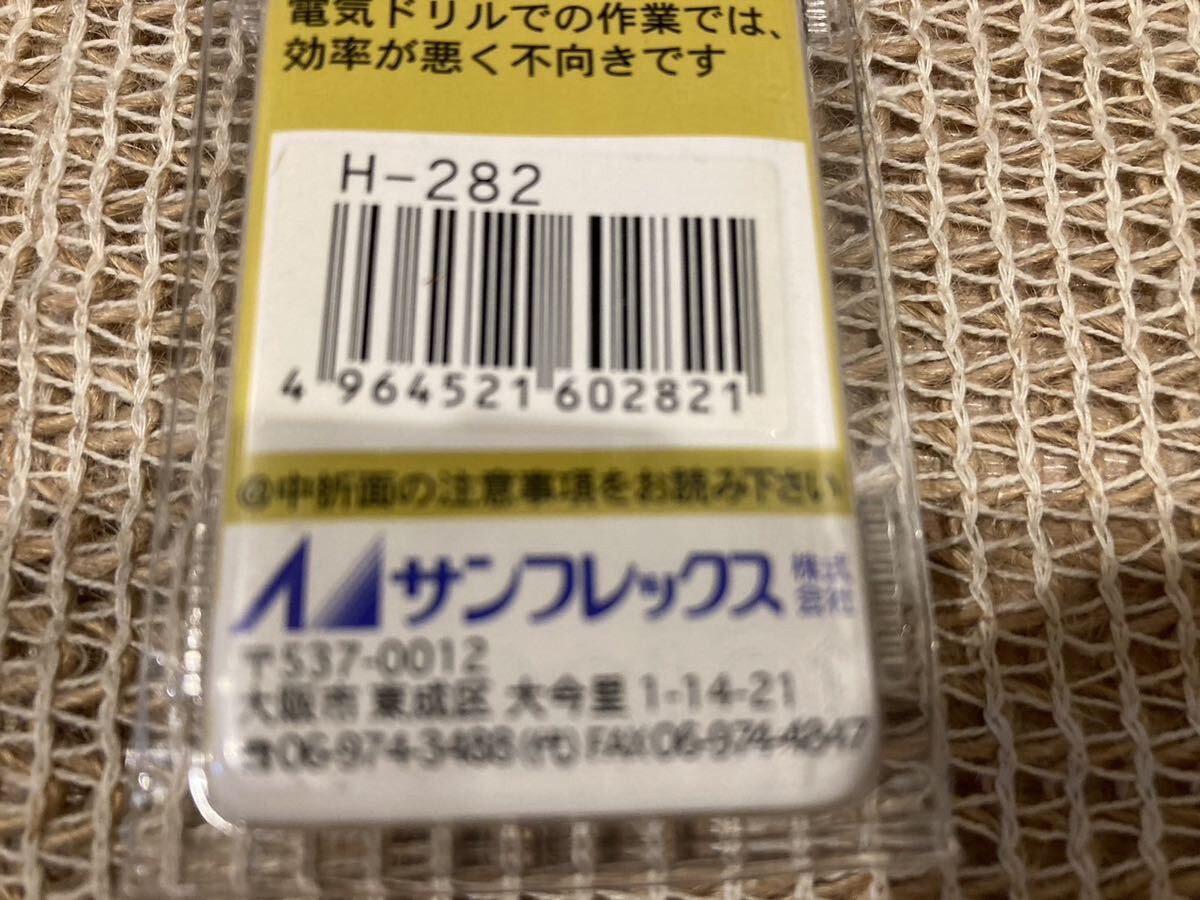 電気ドリルでの作業では、
効率が悪く不向きです
H-282
4 964521 602821
@中折面の注意事項をお読み下さい
サンフレックス 株式会社
〒537-0012
大阪市 東成区 大今里 1-14-21
☎06-974-3488(代) FAX06-974-4847